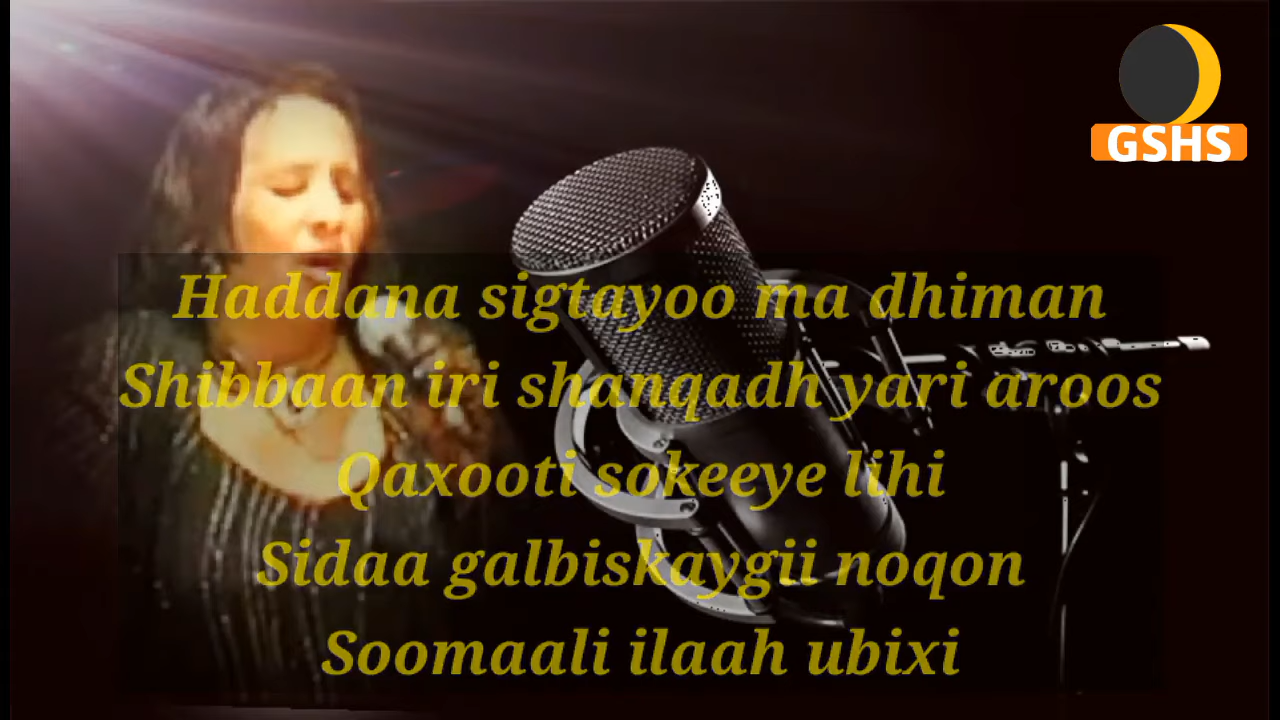 GSHS
Haddana sigtayoo ma dhiman
Shibbaan iri shanqadh yari aroos
Qaxooti sokeeye lihi
Sidaa galbiskaygii noqon
Soomaali ilaah ubixi